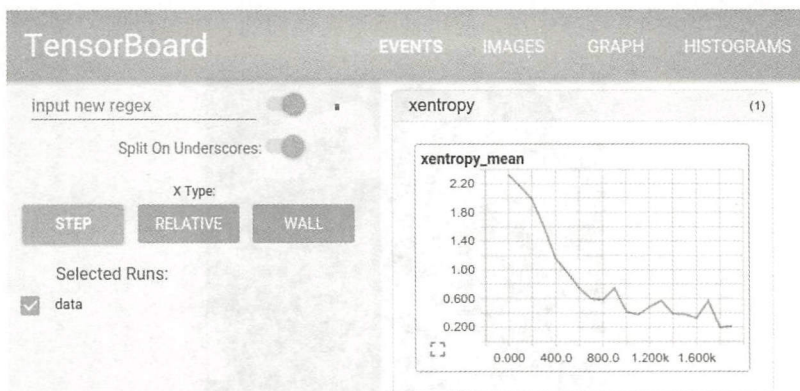 TensorBoard
EVENTS IMAGES GRAPH HISTOGRAMS
input new regex
Split On Underscores:
X Type:
STEP RELATIVE WALL
Selected Runs:
data
xentropy (1)
xentropy_mean
2.20
1.80
1.40
1.00
0.600
0.200
0.000 400.0 800.0 1.200k 1.600k